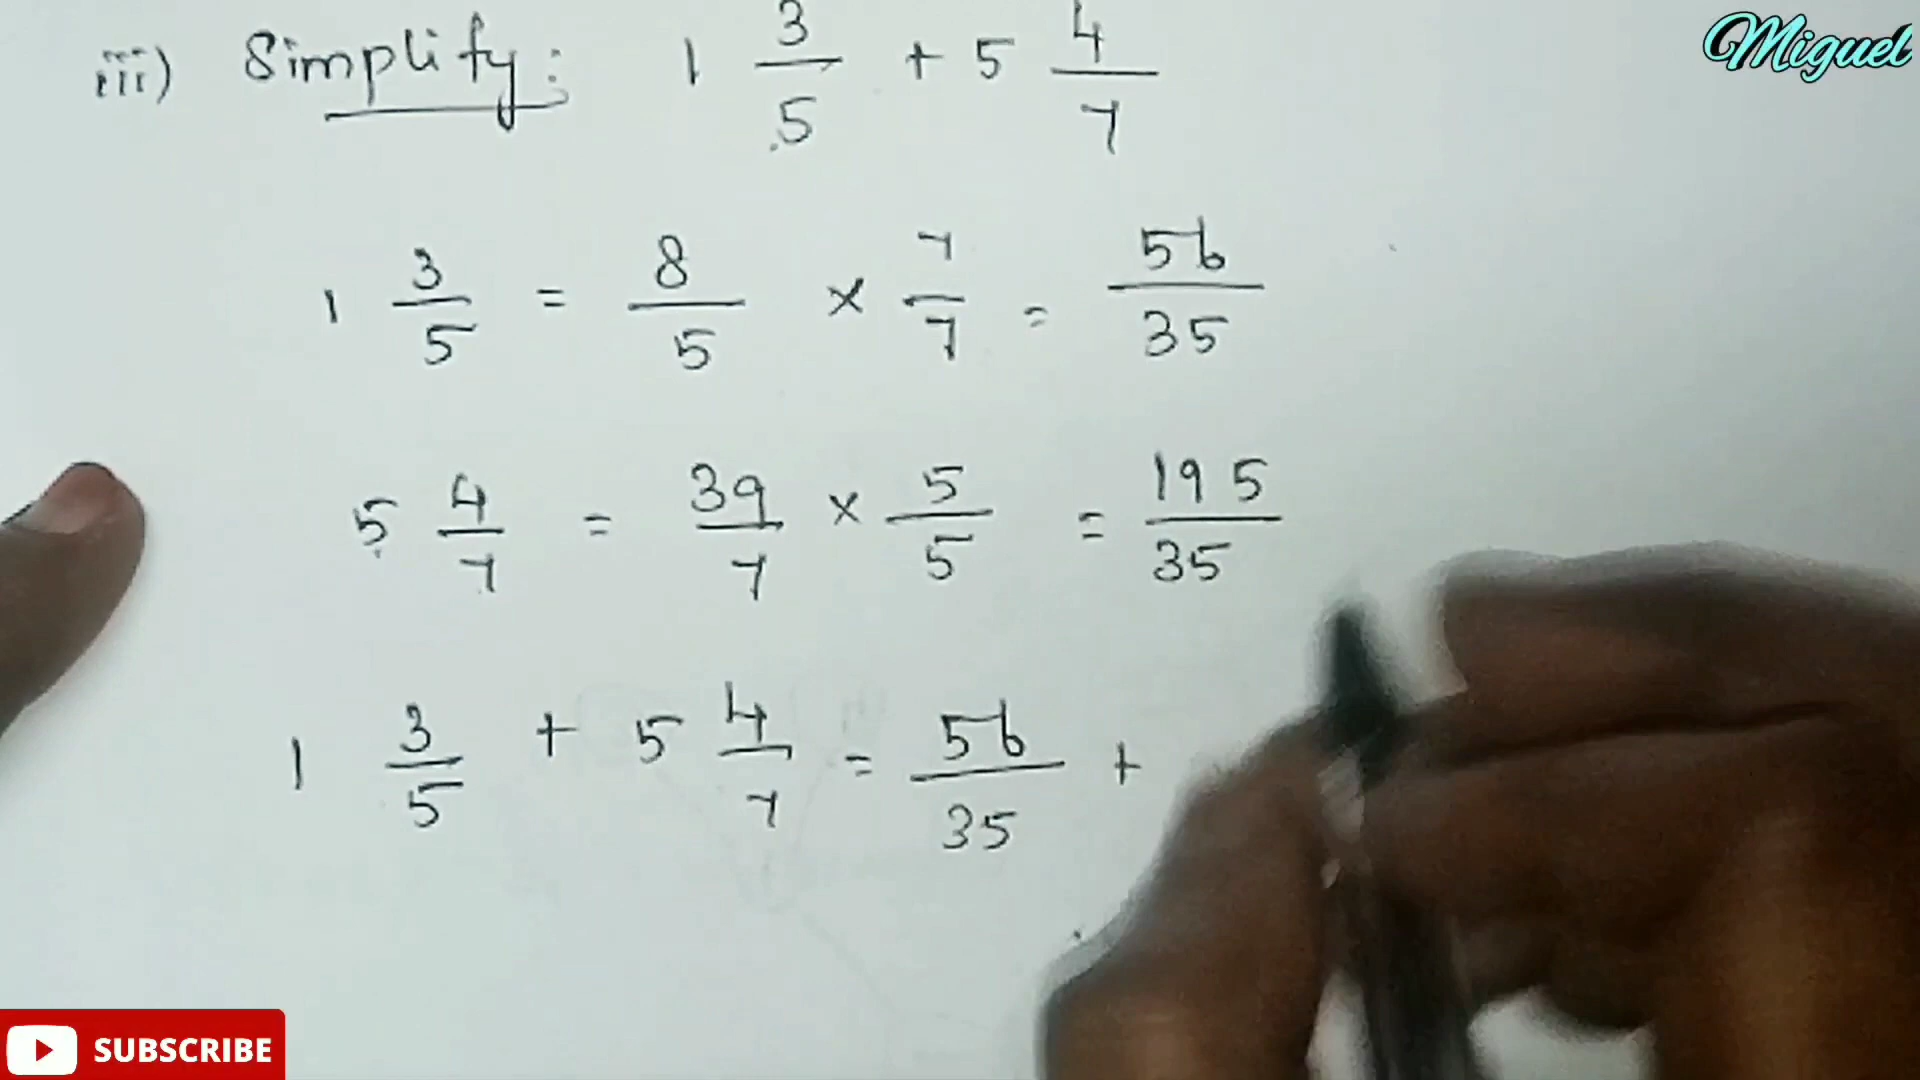 iii) Simplify: 1 3/5 + 5 4/7
Miguel
1 3/5 = 8/5 × 7/7 = 56/35
5 4/7 = 39/7 × 5/5 = 195/35
1 3/5 + 5 4/7 = 56/35 +
SUBSCRIBE